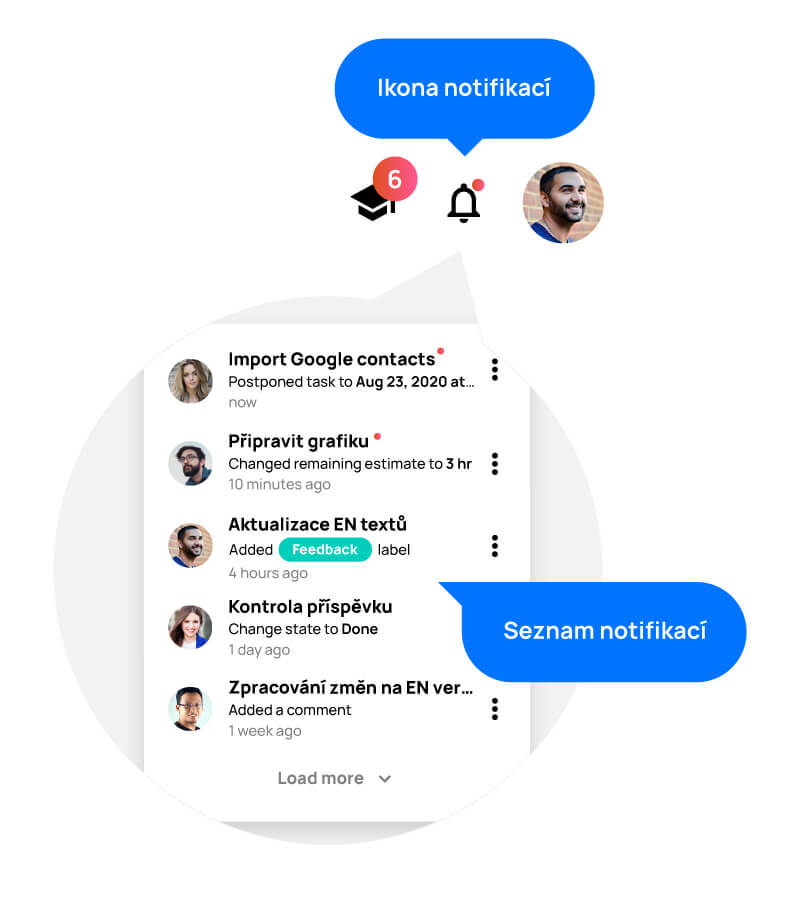 Ikona notifikací
6
Import Google contacts
Postponed task to Aug 23, 2020 at...
now
Připravit grafiku
Changed remaining estimate to 3 hr
10 minutes ago
Aktualizace EN textů
Added Feedback label
4 hours ago
Kontrola příspěvku
Change state to Done
1 day ago
Seznam notifikací
Zpracování změn na EN ver...
Added a comment
1 week ago
Load more